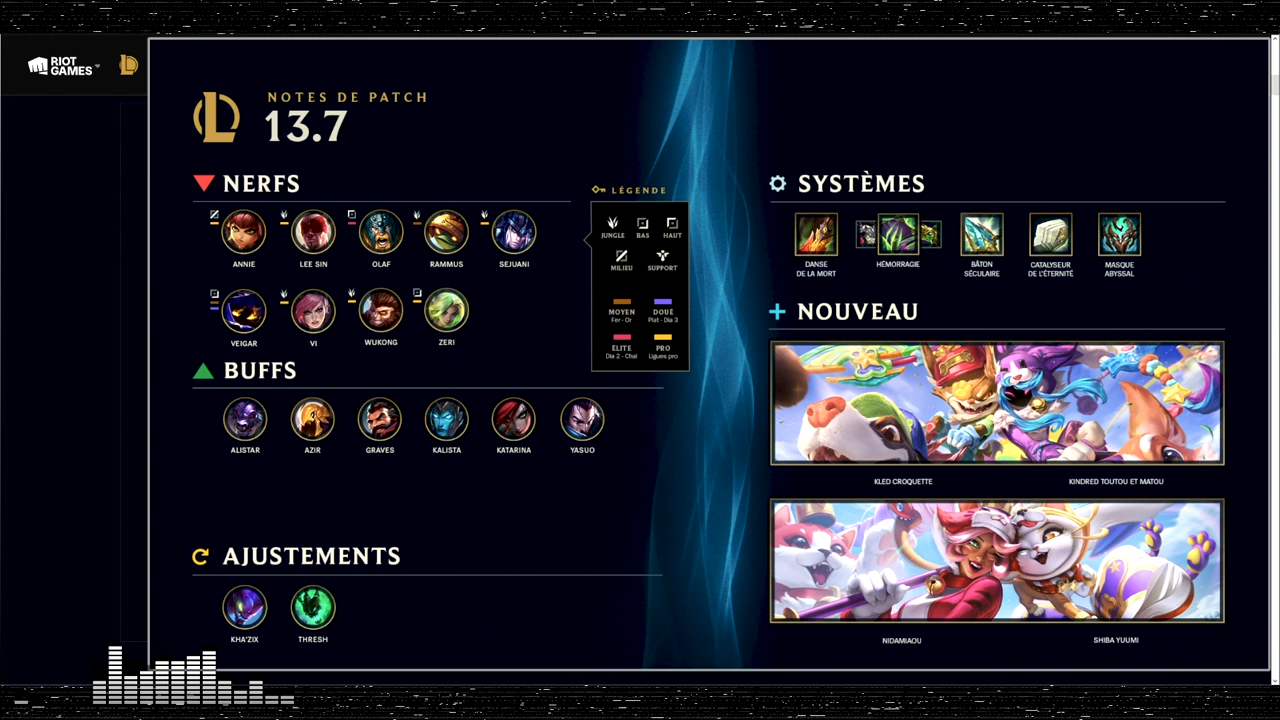 RIOT
GAMES
NOTES DE PATCH
13.7
NERFS
ANNIE
LEE SIN
OLAF
RAMMUS
SEJUANI
VEIGAR
VI
WUKONG
ZERI
LÉGENDE
JUNGLE
BAS
HAUT
MILIEU
SUPPORT
MOYEN
Fer - Or
DOUÉ
Plat - Dia 3
ÉLITE
Dia 2 - Chal
PRO
Ligues pro
BUFFS
ALISTAR
AZIR
GRAVES
KALISTA
KATARINA
YASUO
AJUSTEMENTS
KHA'ZIX
THRESH
SYSTÈMES
DANSE
DE LA MORT
HÉMORRAGIE
BÂTON
SÉCULAIRE
CATALYSEUR
DE L'ÉTERNITÉ
MASQUE
ABYSSAL
NOUVEAU
KLED CROQUETTE
KINDRED TOUTOU ET MATOU
NIDAMIAOU
SHIBA YUUMI